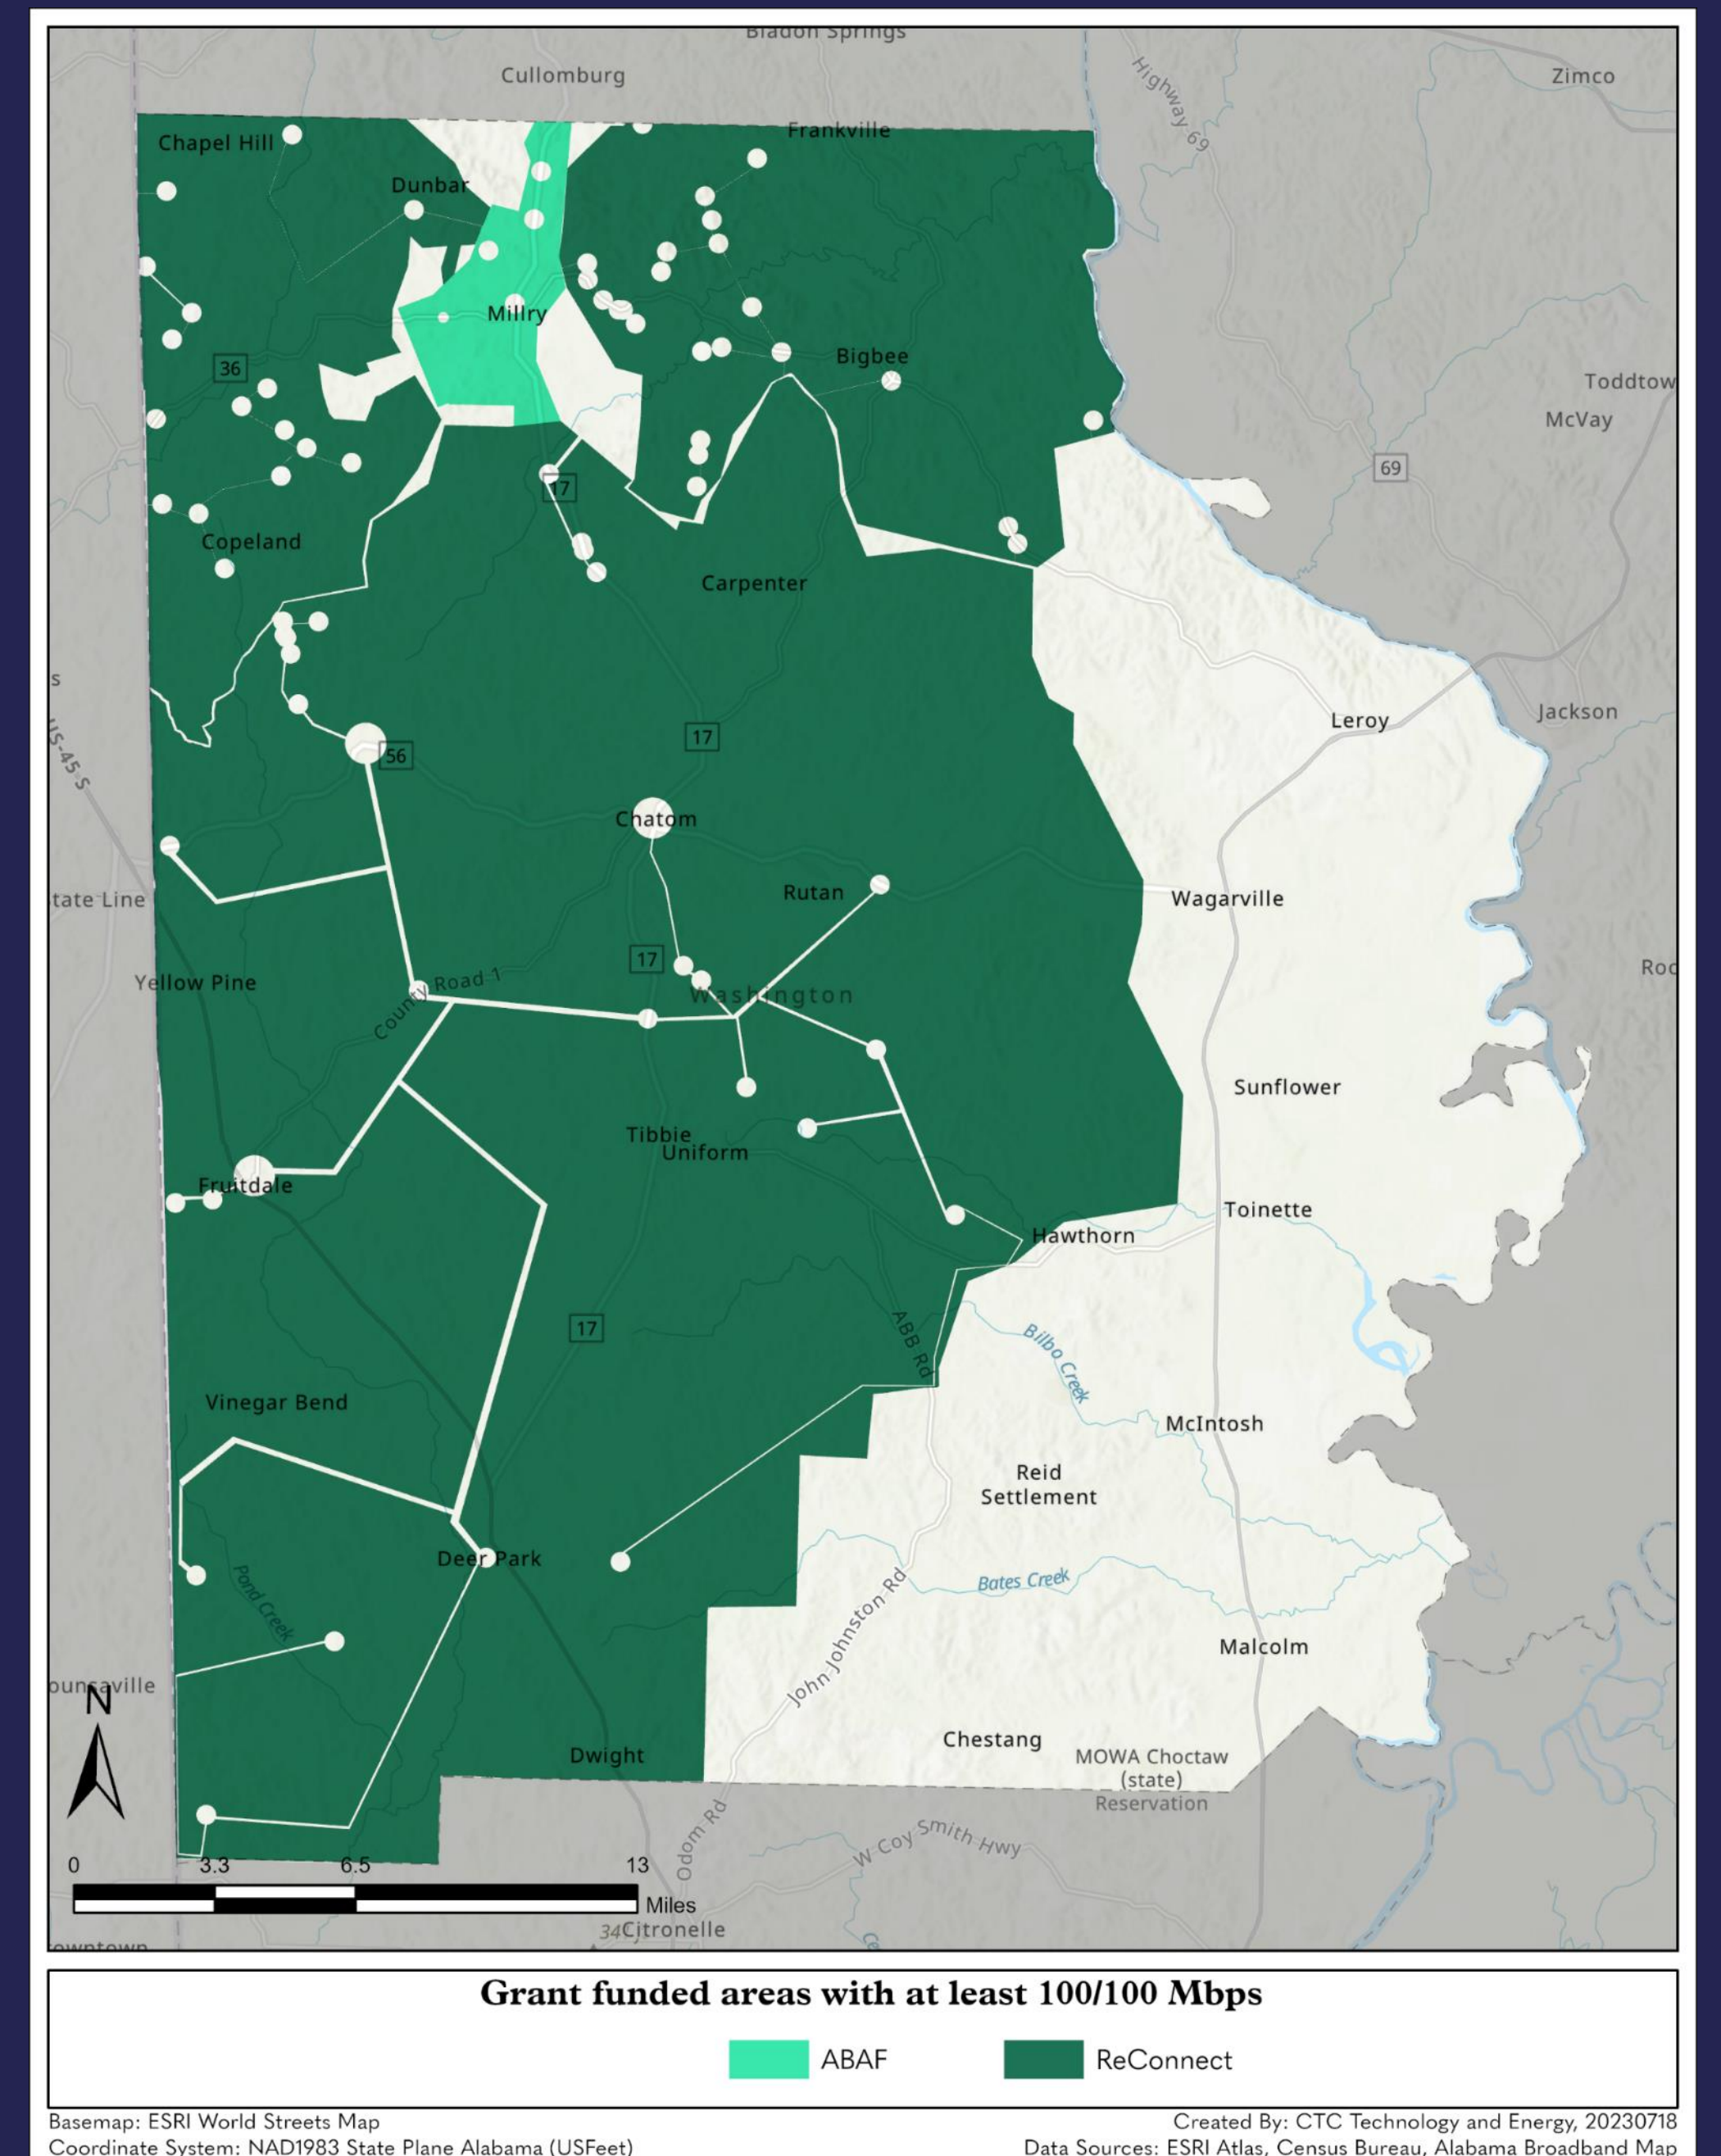 Bladon Springs
Cullomburg
Zimco
Highway 69
Chapel Hill
Frankville
Dunbar
Millry
36
Bigbee
Toddtow
McVay
69
17
Copeland
Carpenter
s
US-45 S
17
56
Leroy
Jackson
Chatom
Rutan
Wagarville
tate Line
17
Yellow Pine
County Road 1
Washington
Roc
Sunflower
Tibbie
Uniform
Fruitdale
Toinette
Hawthorn
17
ABB Rd
Bilbo Creek
Vinegar Bend
McIntosh
Reid
Settlement
Deer Park
Pond Creek
Bates Creek
John Johnston Rd
Malcolm
ounsaville
N
Dwight
Chestang
MOWA Choctaw
(state)
Reservation
Odom Rd
W Coy Smith Hwy
0 3.3 6.5 13
Miles
Citronelle
owntown
Ce
Grant funded areas with at least 100/100 Mbps
ABAF ReConnect
Basemap: ESRI World Streets Map
Created By: CTC Technology and Energy, 20230718
Coordinate System: NAD1983 State Plane Alabama (USFeet)
Data Sources: ESRI Atlas, Census Bureau, Alabama Broadband Map